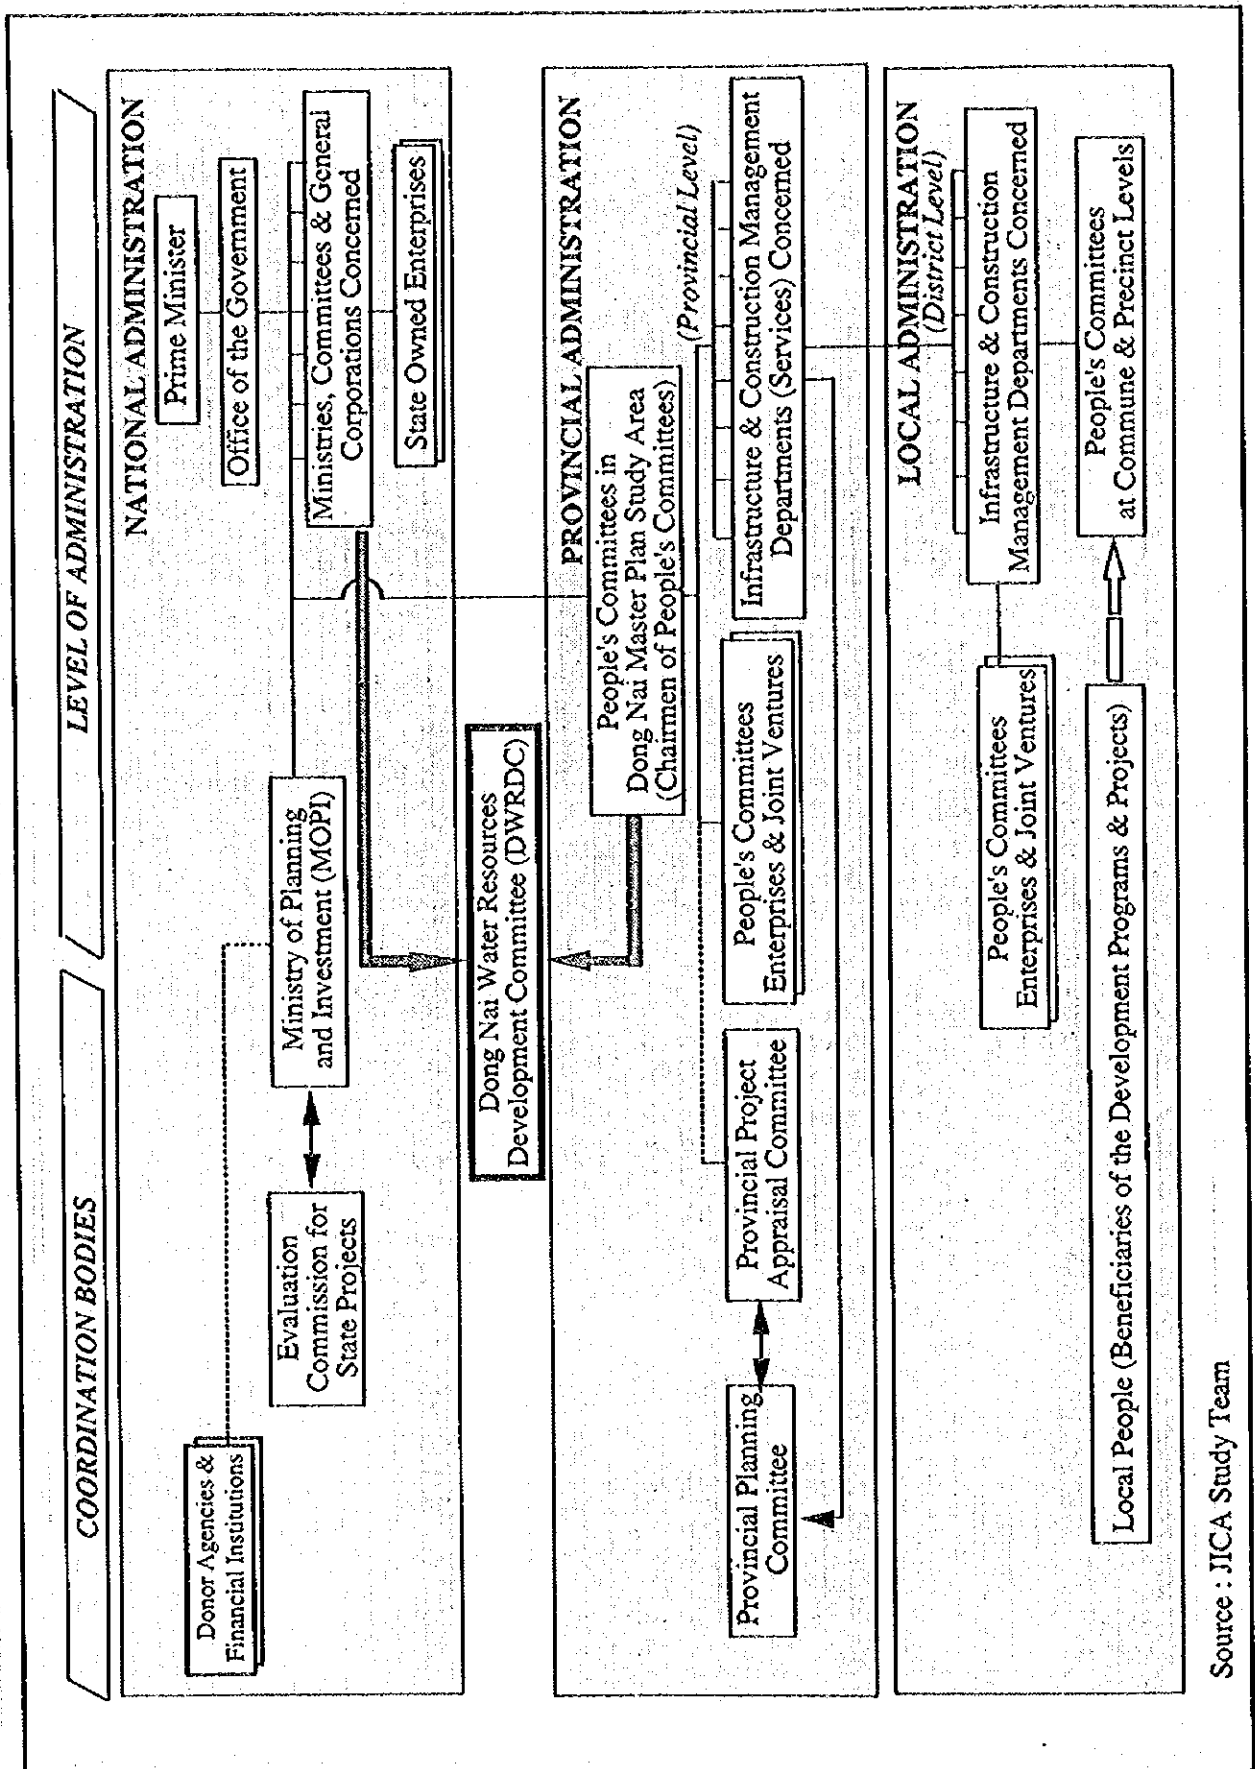 COORDINATION BODIES
LEVEL OF ADMINISTRATION
NATIONAL ADMINISTRATION
Prime Minister
Office of the Government
Ministries, Committees & General
Corporations Concerned
State Owned Enterprises
Donor Agencies &
Financial Institutions
Ministry of Planning
and Investment (MOPI)
Evaluation
Commission for
State Projects
Dong Nai Water Resources
Development Committee (DWRDC)
PROVINCIAL ADMINISTRATION
People's Committees in
Dong Nai Master Plan Study Area
(Chairmen of People's Committees)
(Provincial Level)
Provincial Planning
Committee
Provincial Project
Appraisal Committee
People's Committees
Enterprises & Joint Ventures
Infrastructure & Construction Management
Departments (Services) Concerned
LOCAL ADMINISTRATION
(District Level)
People's Committees
Enterprises & Joint Ventures
Infrastructure & Construction
Management Departments Concerned
Local People (Beneficiaries of the Development Programs & Projects)
People's Committees
at Commune & Precinct Levels
Source : JICA Study Team